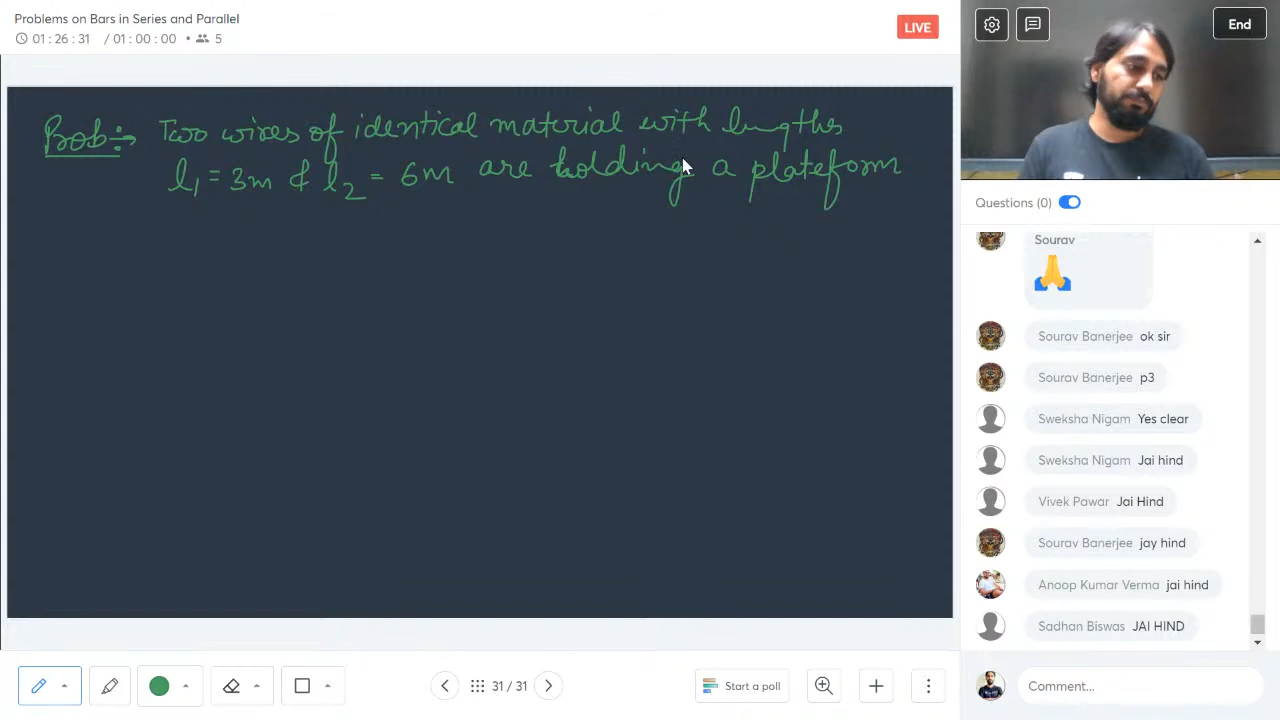 Problems on Bars in Series and Parallel
01:26:31 / 01:00:00 • 5
LIVE
End
Prob:→ Two wires of identical material with lengths
l1 = 3m & l2 = 6m are holding a plateform
Questions (0)
Sourav
🙏
Sourav Banerjee ok sir
Sourav Banerjee p3
Sweksha Nigam Yes clear
Sweksha Nigam Jai hind
Vivek Pawar Jai Hind
Sourav Banerjee jay hind
Anoop Kumar Verma jai hind
Sadhan Biswas JAI HIND
31 / 31
Start a poll
Comment...